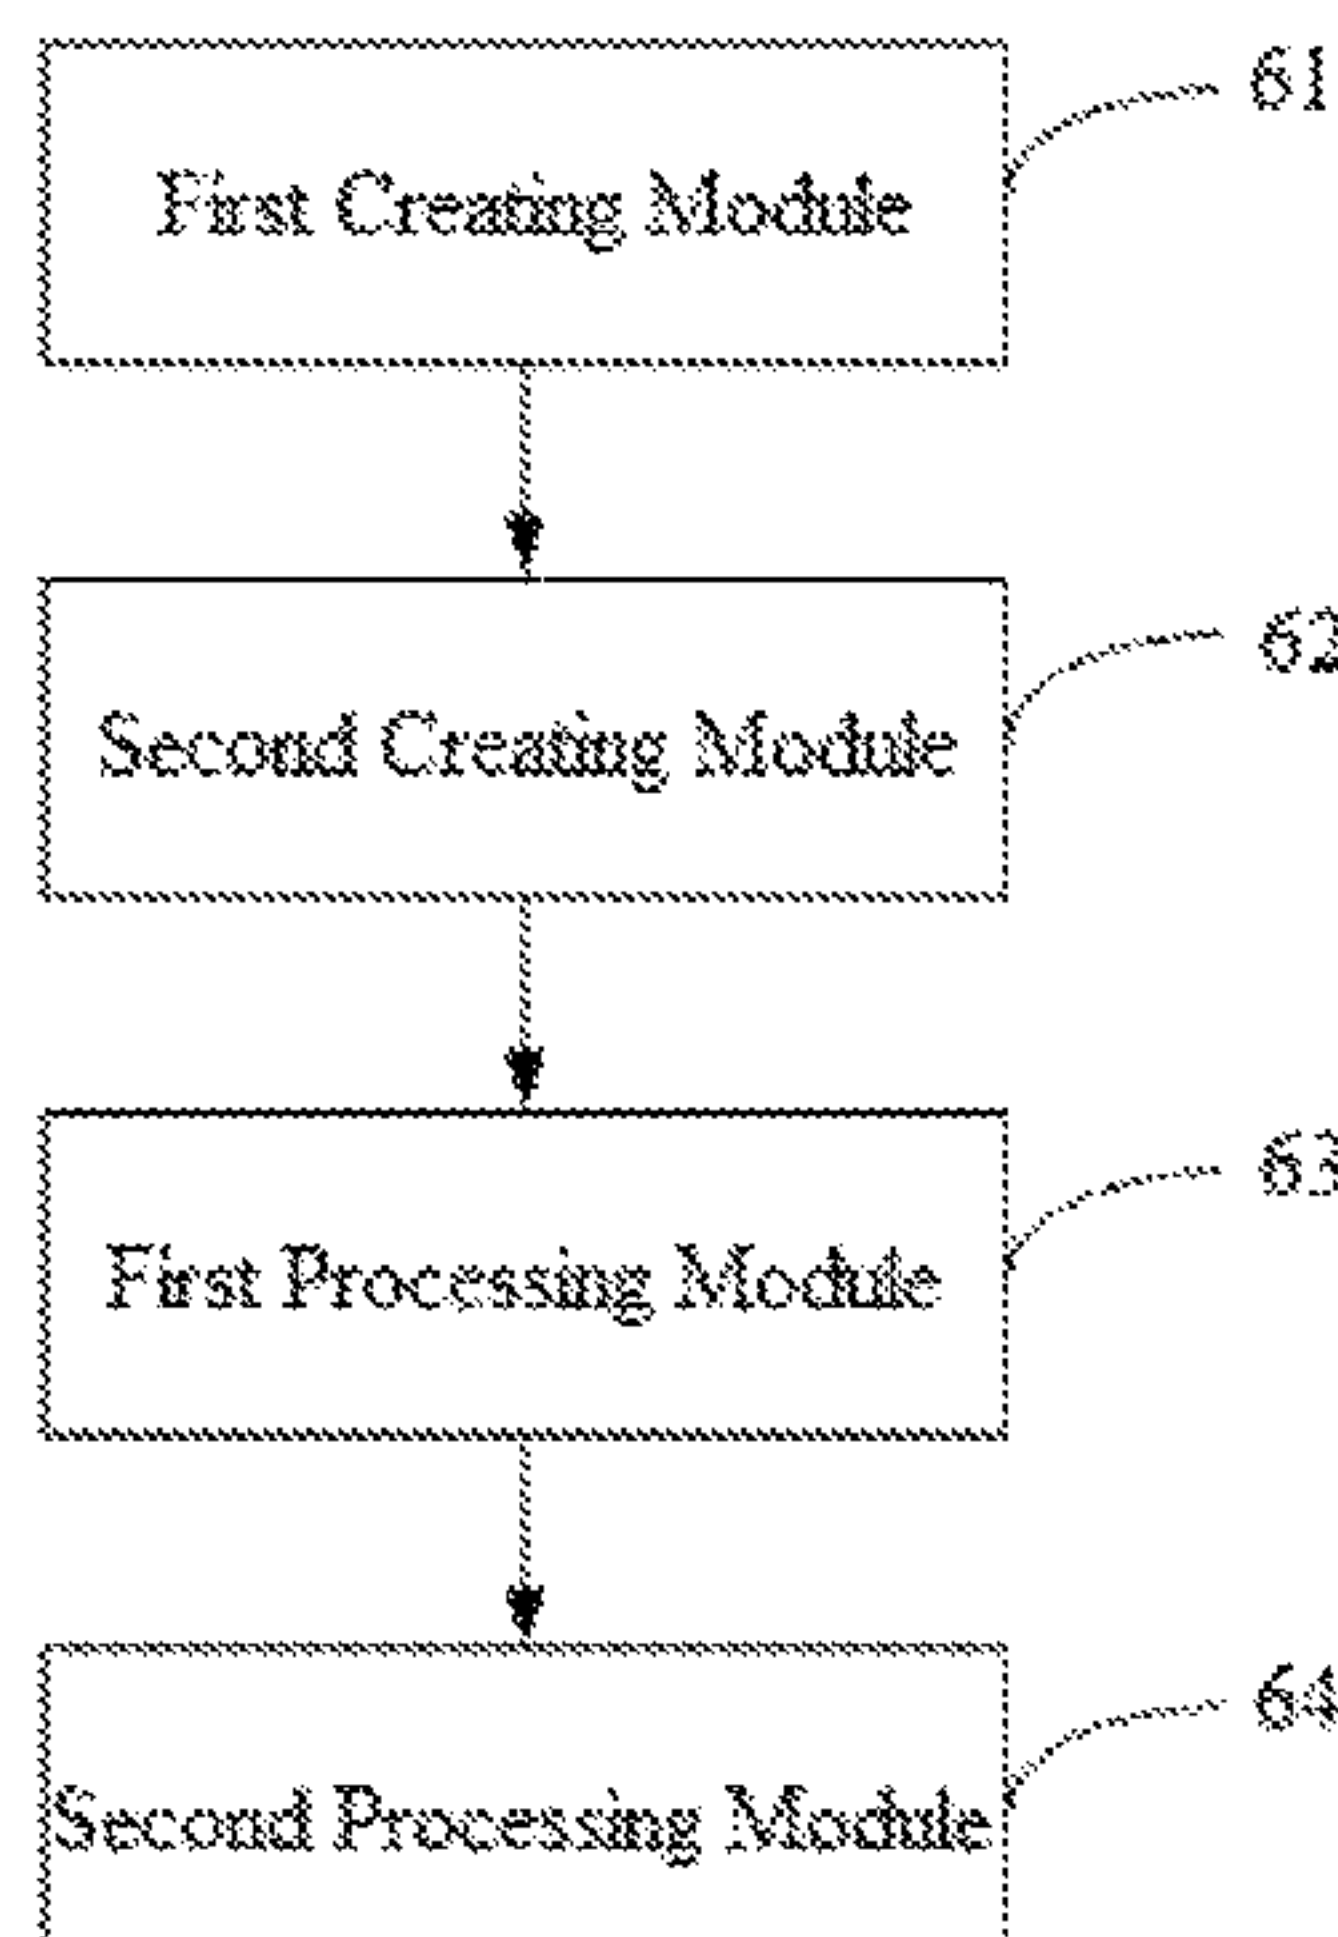 61
First Creating Module
62
Second Creating Module
63
First Processing Module
64
Second Processing Module